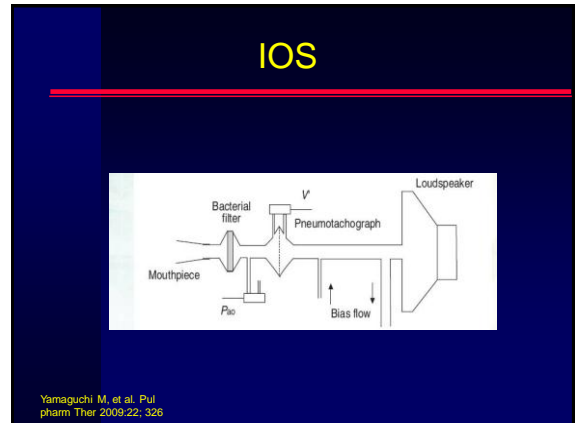 IOS
Loudspeaker
V'
Bacterial
filter
Pneumotachograph
Mouthpiece
Pao
Bias flow
Yamaguchi M, et al. Pul
pharm Ther 2009:22; 326